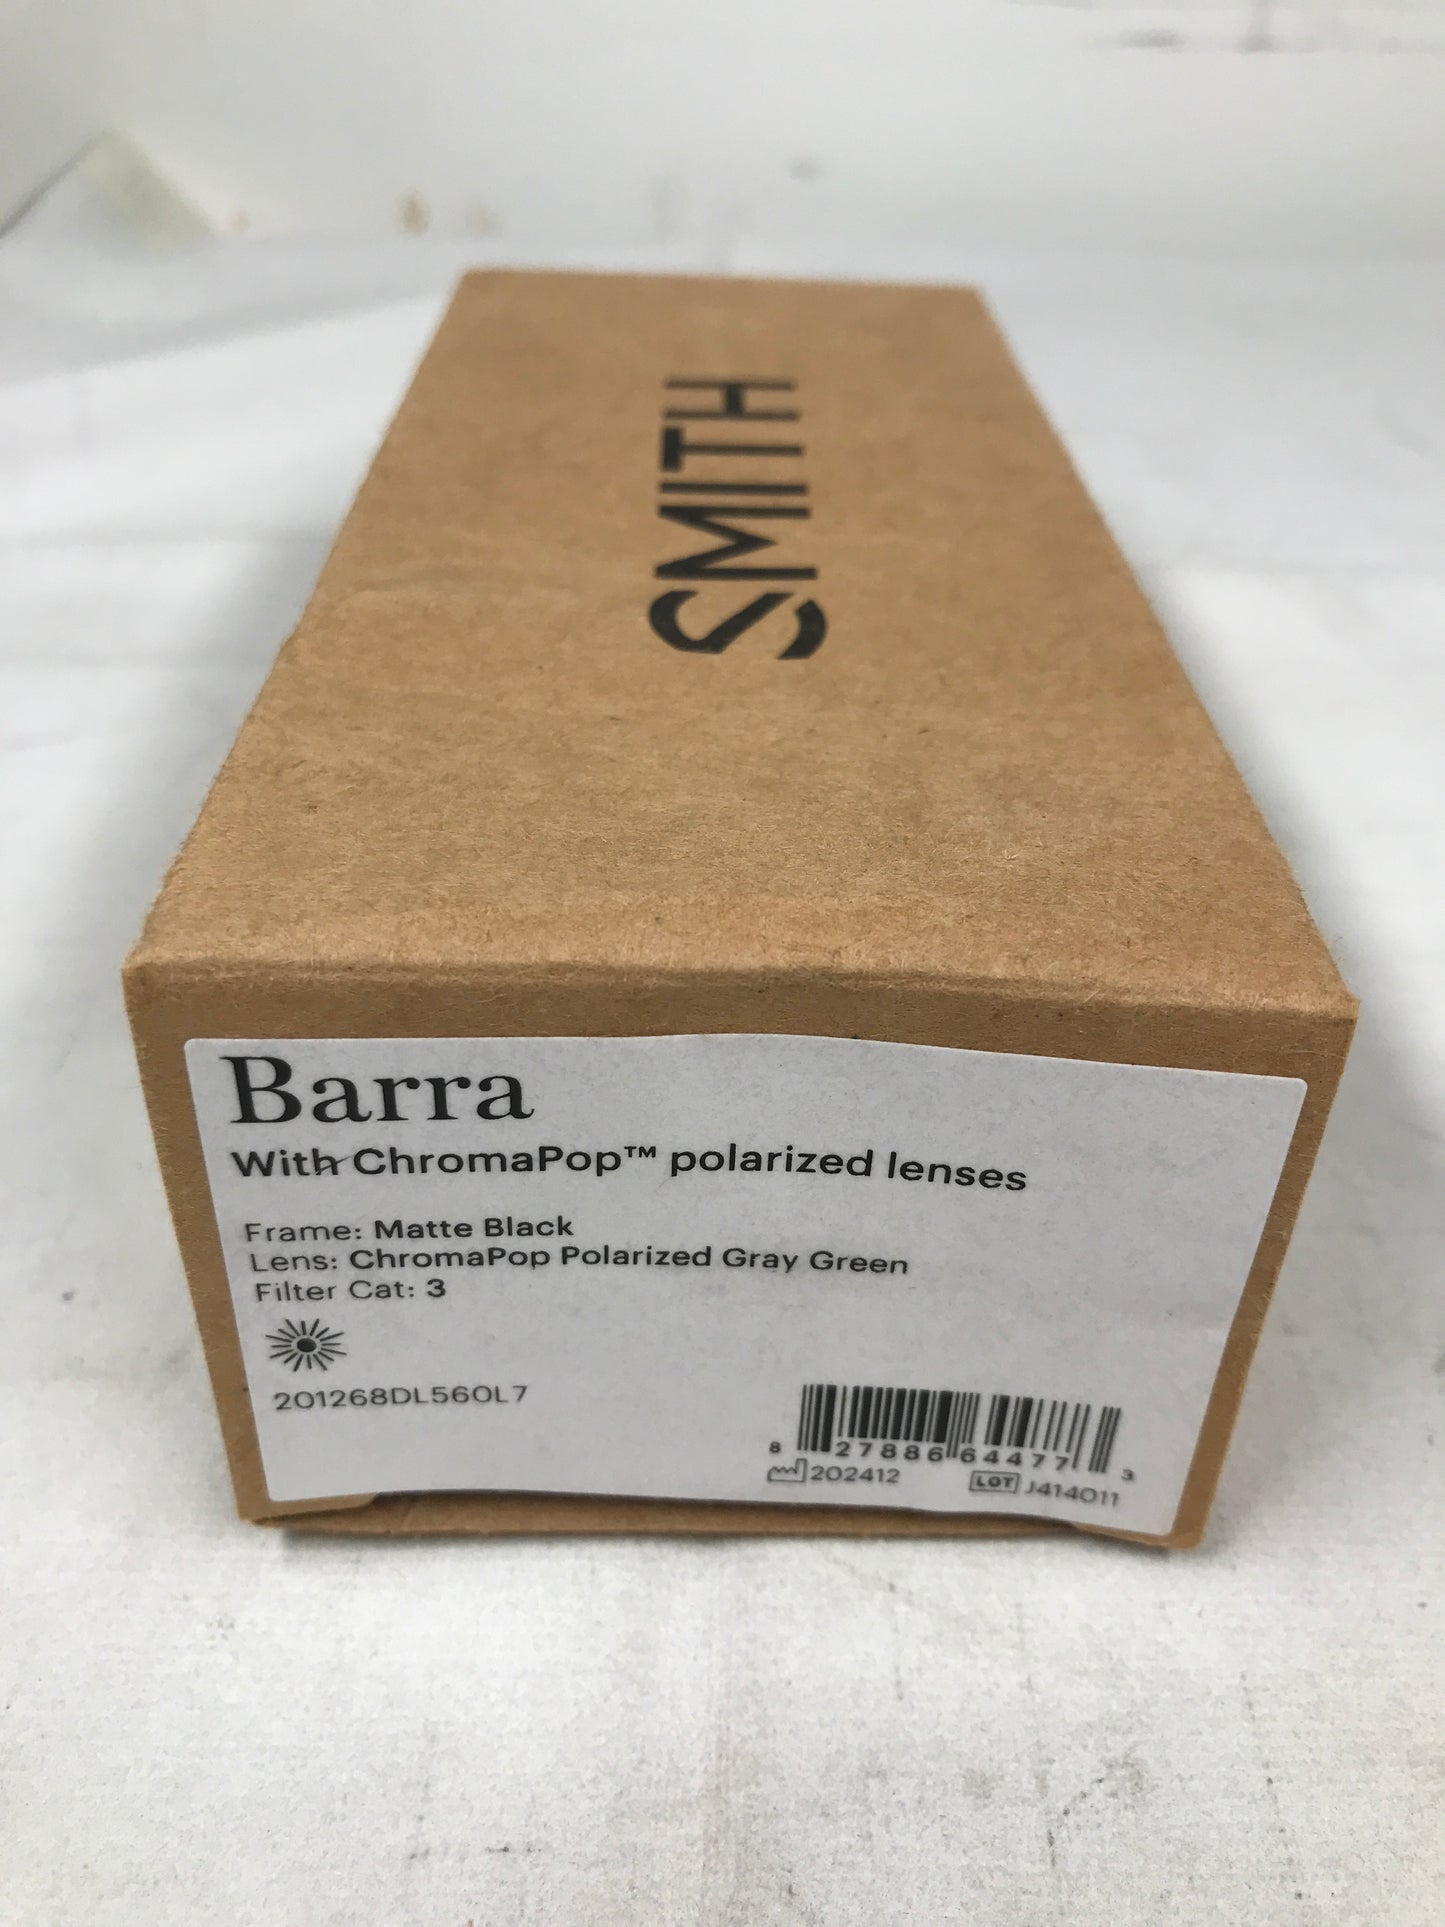 SMITH
Barra
With ChromaPop™ polarized lenses
Frame: Matte Black
Lens: ChromaPop Polarized Gray Green
Filter Cat: 3
201268DL560L7
8 27886 64477 3
202412
LOT J414011